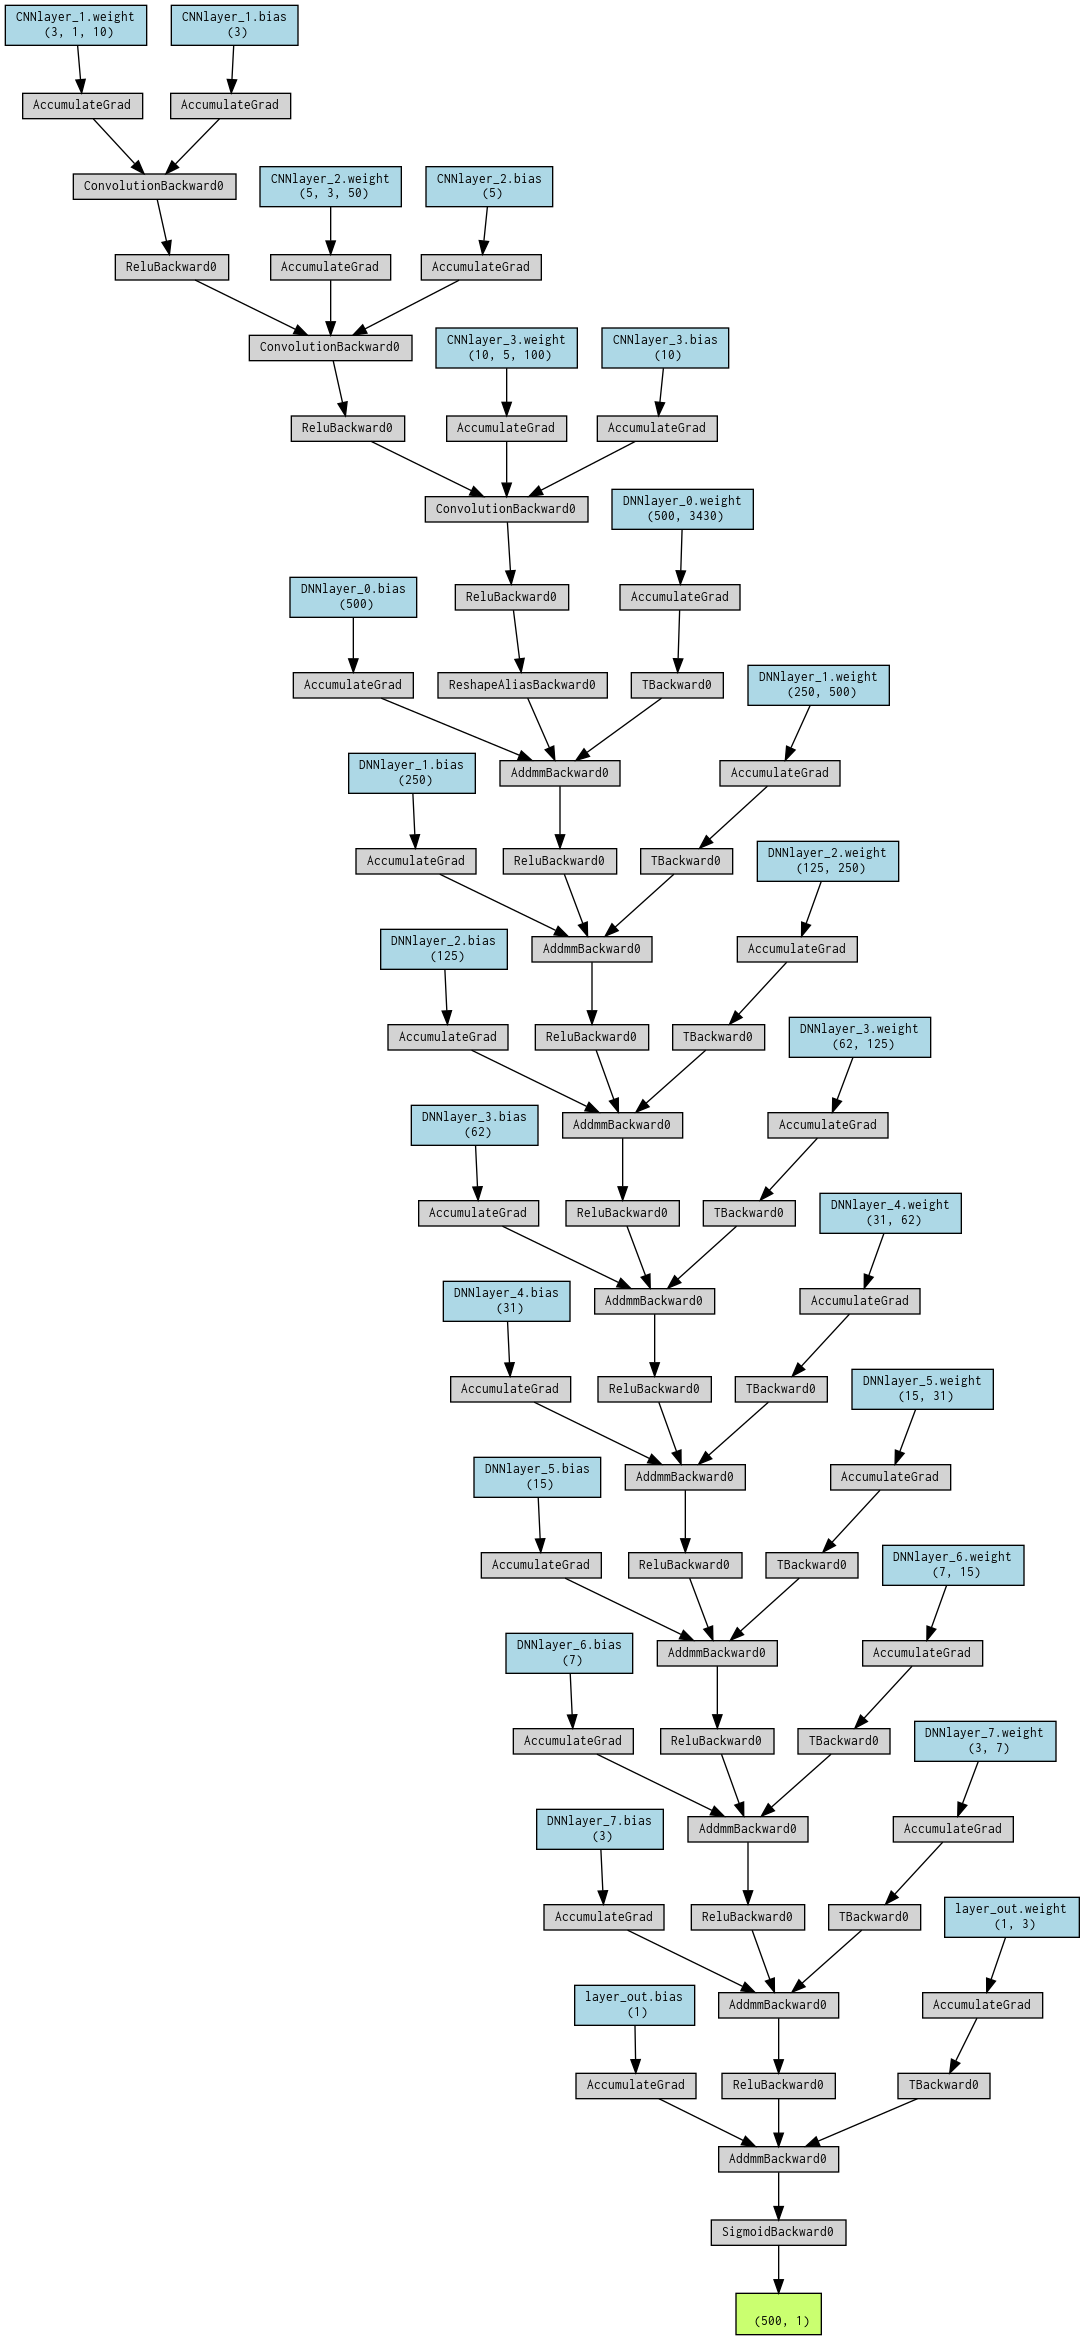 CNNlayer_1.weight
(3, 1, 10)
CNNlayer_1.bias
(3)
AccumulateGrad
AccumulateGrad
ConvolutionBackward0
CNNlayer_2.weight
(5, 3, 50)
CNNlayer_2.bias
(5)
ReluBackward0
AccumulateGrad
AccumulateGrad
ConvolutionBackward0
CNNlayer_3.weight
(10, 5, 100)
CNNlayer_3.bias
(10)
ReluBackward0
AccumulateGrad
AccumulateGrad
ConvolutionBackward0
DNNlayer_0.weight
(500, 3430)
DNNlayer_0.bias
(500)
ReluBackward0
AccumulateGrad
AccumulateGrad
ReshapeAliasBackward0
TBackward0
DNNlayer_1.weight
(250, 500)
DNNlayer_1.bias
(250)
AddmmBackward0
AccumulateGrad
AccumulateGrad
ReluBackward0
TBackward0
DNNlayer_2.weight
(125, 250)
DNNlayer_2.bias
(125)
AddmmBackward0
AccumulateGrad
AccumulateGrad
ReluBackward0
TBackward0
DNNlayer_3.weight
(62, 125)
DNNlayer_3.bias
(62)
AddmmBackward0
AccumulateGrad
AccumulateGrad
ReluBackward0
TBackward0
DNNlayer_4.weight
(31, 62)
DNNlayer_4.bias
(31)
AddmmBackward0
AccumulateGrad
AccumulateGrad
ReluBackward0
TBackward0
DNNlayer_5.weight
(15, 31)
DNNlayer_5.bias
(15)
AddmmBackward0
AccumulateGrad
AccumulateGrad
ReluBackward0
TBackward0
DNNlayer_6.weight
(7, 15)
DNNlayer_6.bias
(7)
AddmmBackward0
AccumulateGrad
AccumulateGrad
ReluBackward0
TBackward0
DNNlayer_7.weight
(3, 7)
DNNlayer_7.bias
(3)
AddmmBackward0
AccumulateGrad
AccumulateGrad
ReluBackward0
TBackward0
layer_out.weight
(1, 3)
layer_out.bias
(1)
AddmmBackward0
AccumulateGrad
AccumulateGrad
ReluBackward0
TBackward0
AddmmBackward0
SigmoidBackward0
(500, 1)